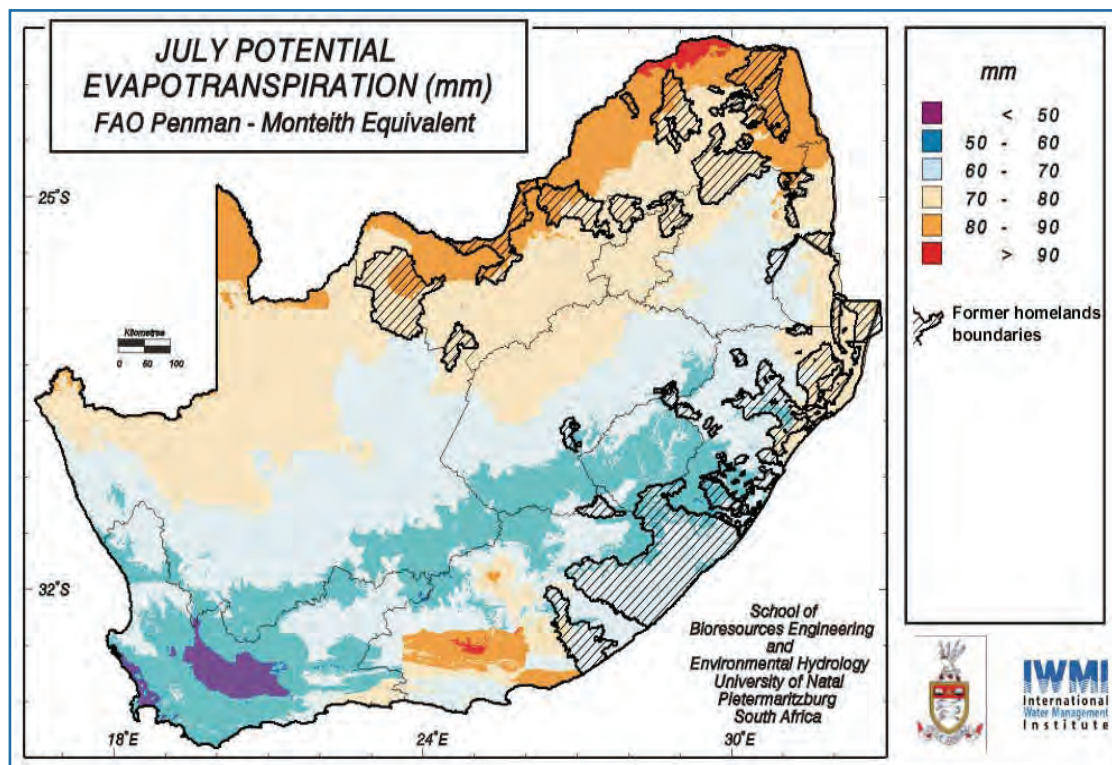 JULY POTENTIAL
EVAPOTRANSPIRATION (mm)
FAO Penman - Monteith Equivalent
mm
< 50
50 - 60
60 - 70
70 - 80
80 - 90
> 90
Former homelands
boundaries
25°S
Kilometres
0 50 100
32°S
School of
Bioresources Engineering
and
Environmental Hydrology
University of Natal
Pietermaritzburg
South Africa
18°E
24°E
30°E
IWMI
International
Water Management
Institute